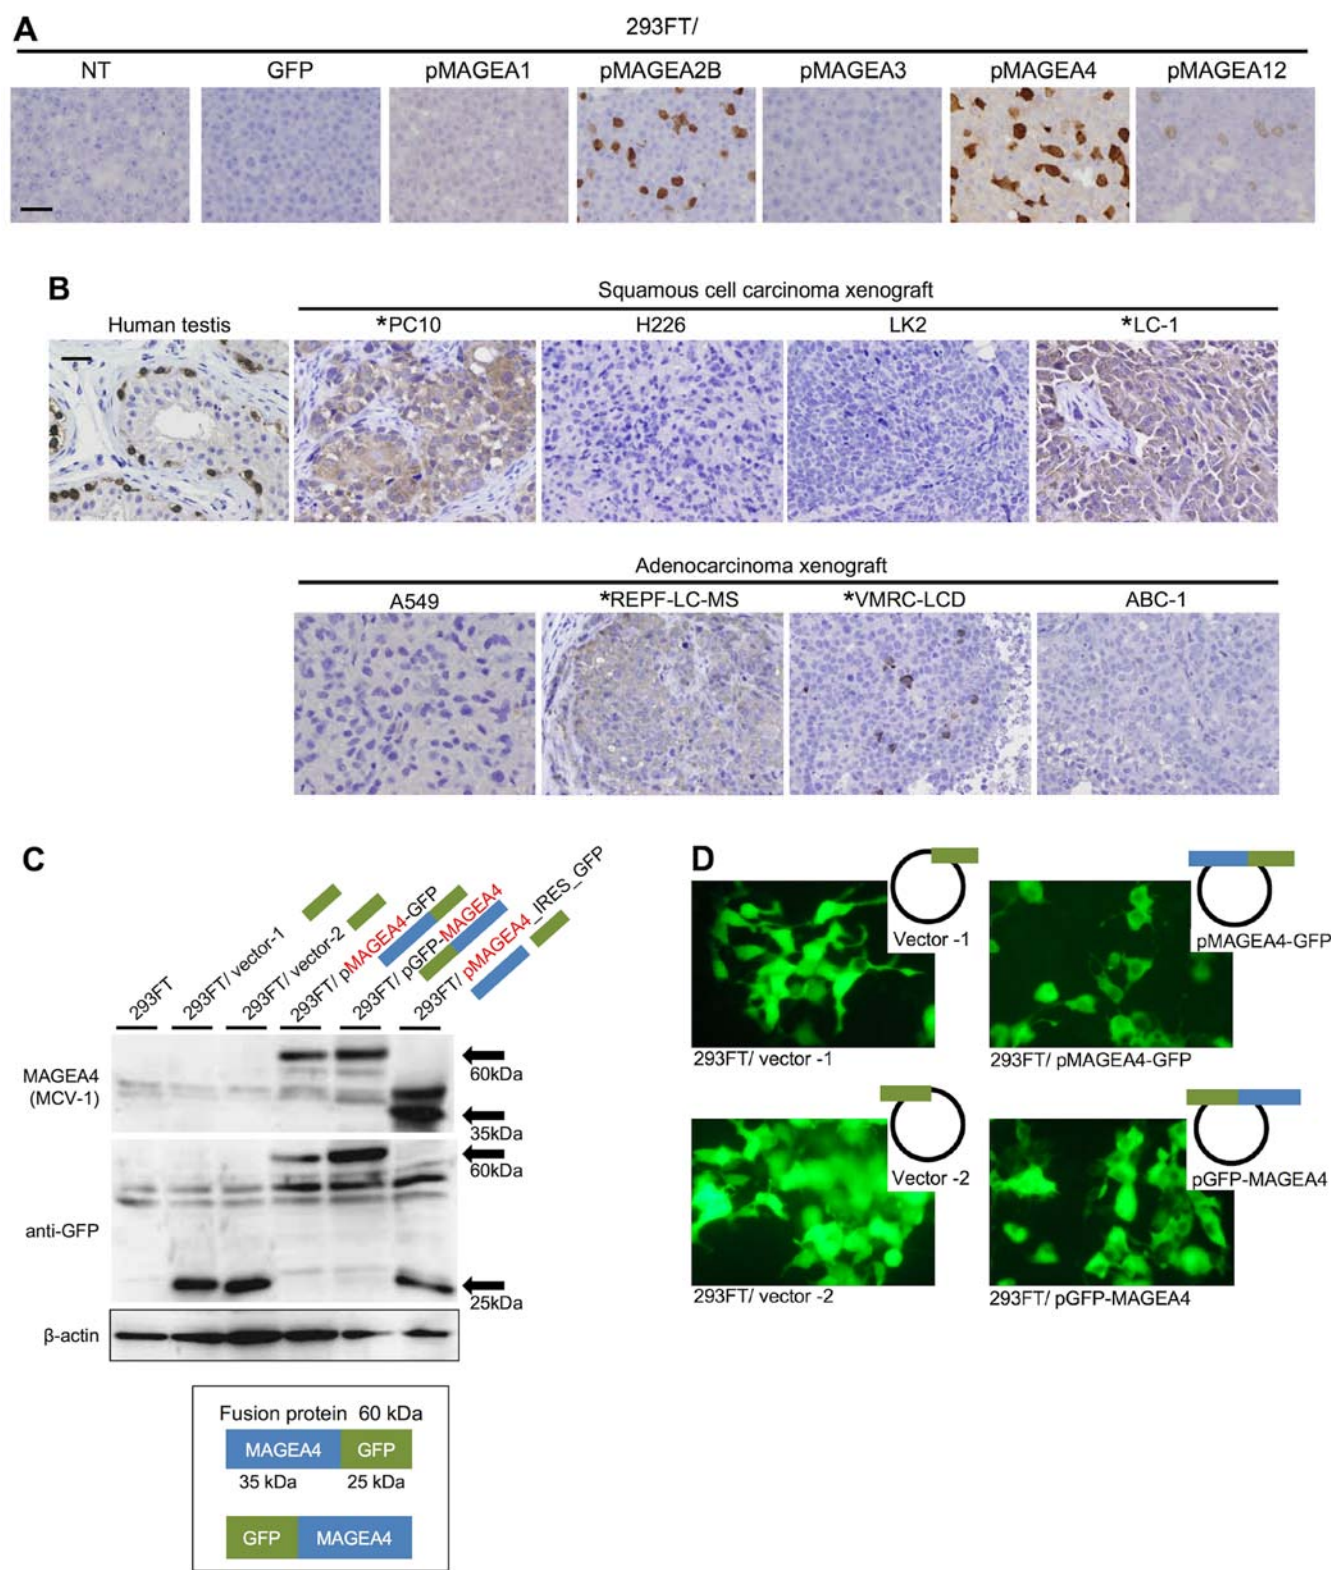 A
293FT/
NT GFP pMAGEA1 pMAGEA2B pMAGEA3 pMAGEA4 pMAGEA12
B
Squamous cell carcinoma xenograft
Human testis *PC10 H226 LK2 *LC-1
Adenocarcinoma xenograft
A549 *REPF-LC-MS *VMRC-LCD ABC-1
C
293FT
293FT/ vector-1
293FT/ vector-2
293FT/ pMAGEA4-GFP
293FT/ pGFP-MAGEA4
293FT/ pMAGEA4_IRES_GFP
MAGEA4
(MCV-1)
60kDa
35kDa
anti-GFP
60kDa
25kDa
β-actin
Fusion protein 60 kDa
MAGEA4 GFP
35 kDa 25 kDa
GFP MAGEA4
D
Vector -1
293FT/ vector -1
pMAGEA4-GFP
293FT/ pMAGEA4-GFP
Vector -2
293FT/ vector -2
pGFP-MAGEA4
293FT/ pGFP-MAGEA4